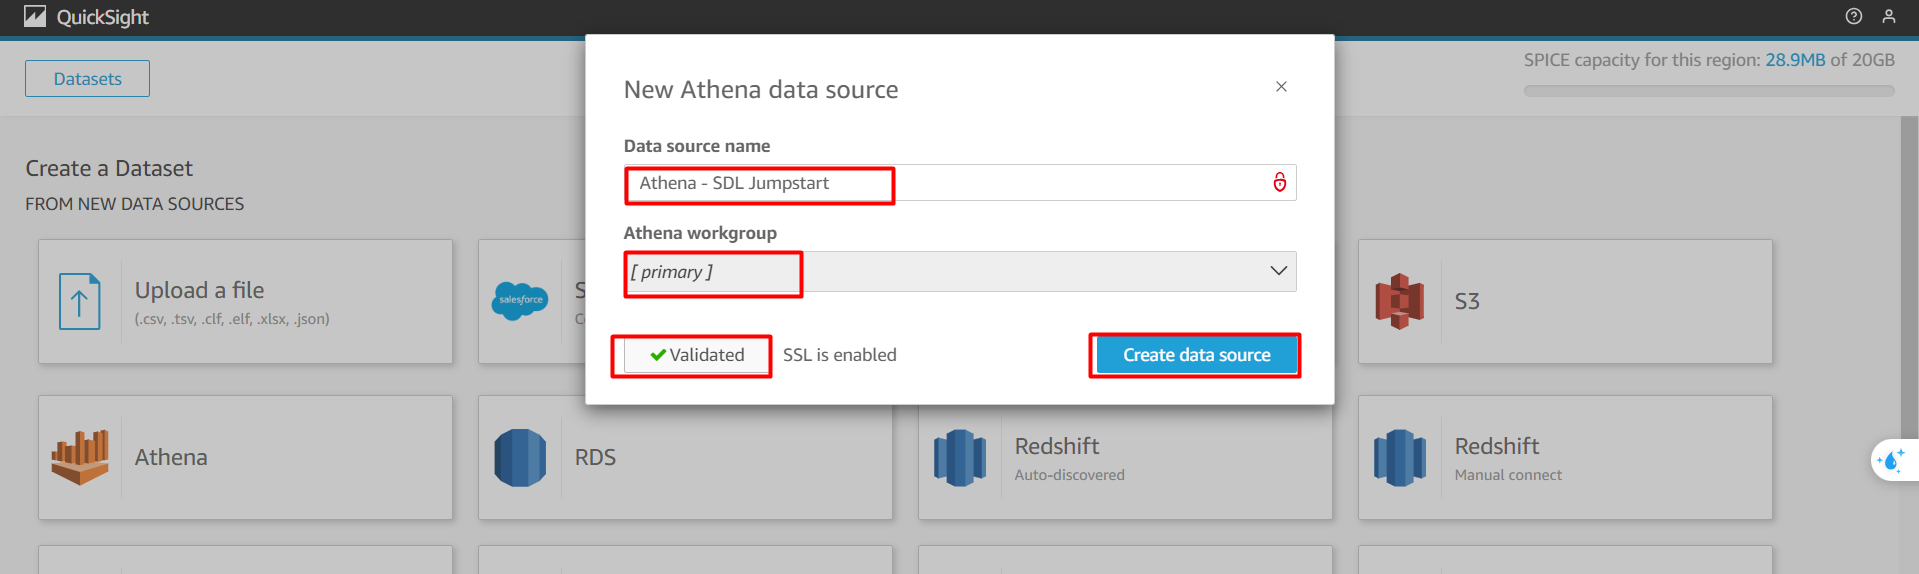 QuickSight
Datasets
SPICE capacity for this region: 28.9MB of 20GB
New Athena data source
Data source name
Athena - SDL Jumpstart
Athena workgroup
[ primary ]
Validated
SSL is enabled
Create data source
Create a Dataset
FROM NEW DATA SOURCES
Upload a file
(.csv, .tsv, .clf, .elf, .xlsx, .json)
salesforce
S3
Athena
RDS
Redshift
Auto-discovered
Redshift
Manual connect